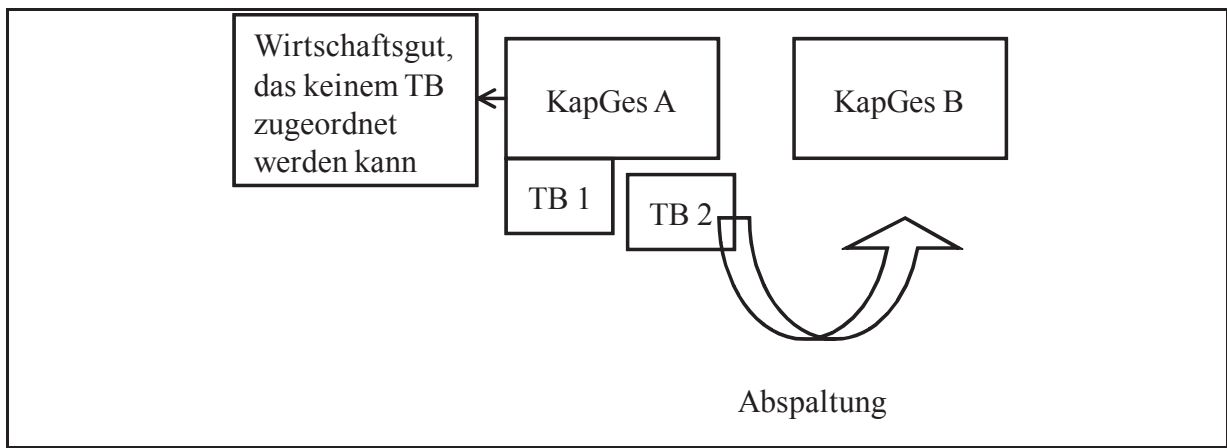 Wirtschaftsgut,
das keinem TB
zugeordnet
werden kann
KapGes A
KapGes B
TB 1
TB 2
Abspaltung